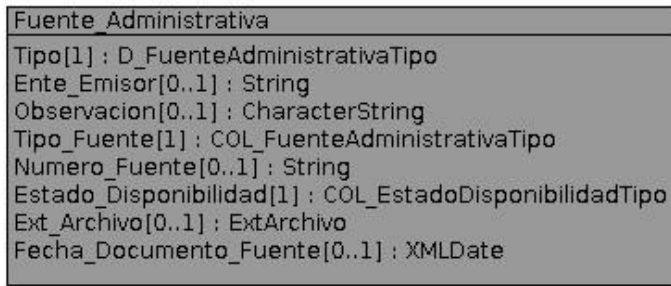 Fuente_Administrativa
Tipo[1] : D_FuenteAdministrativaTipo
Ente_Emisor[0..1] : String
Observacion[0..1] : CharacterString
Tipo_Fuente[1] : COL_FuenteAdministrativaTipo
Numero_Fuente[0..1] : String
Estado_Disponibilidad[1] : COL_EstadoDisponibilidadTipo
Ext_Archivo[0..1] : ExtArchivo
Fecha_Documento_Fuente[0..1] : XMLDate